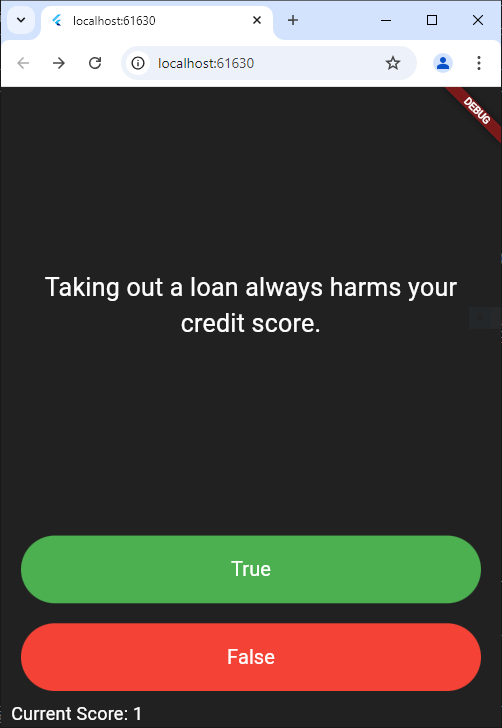 localhost:61630
localhost:61630
DEBUG
Taking out a loan always harms your
credit score.
True
False
Current Score: 1